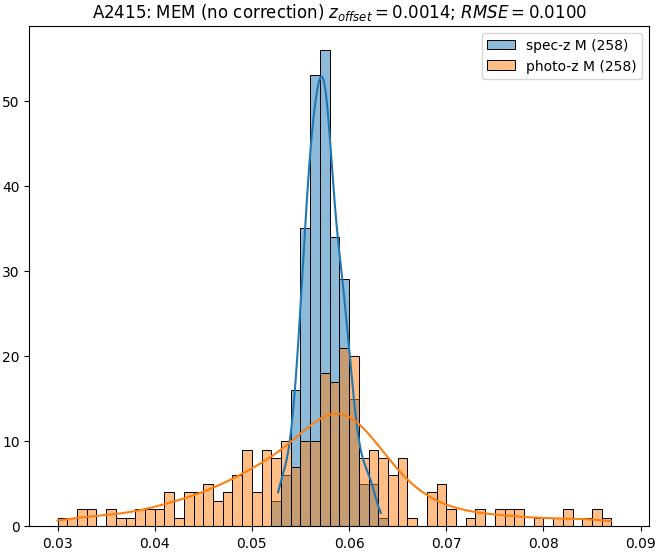 A2415: MEM (no correction) z_offset = 0.0014; RMSE = 0.0100
spec-z M (258)
photo-z M (258)
50
40
30
20
10
0
0.03 0.04 0.05 0.06 0.07 0.08 0.09